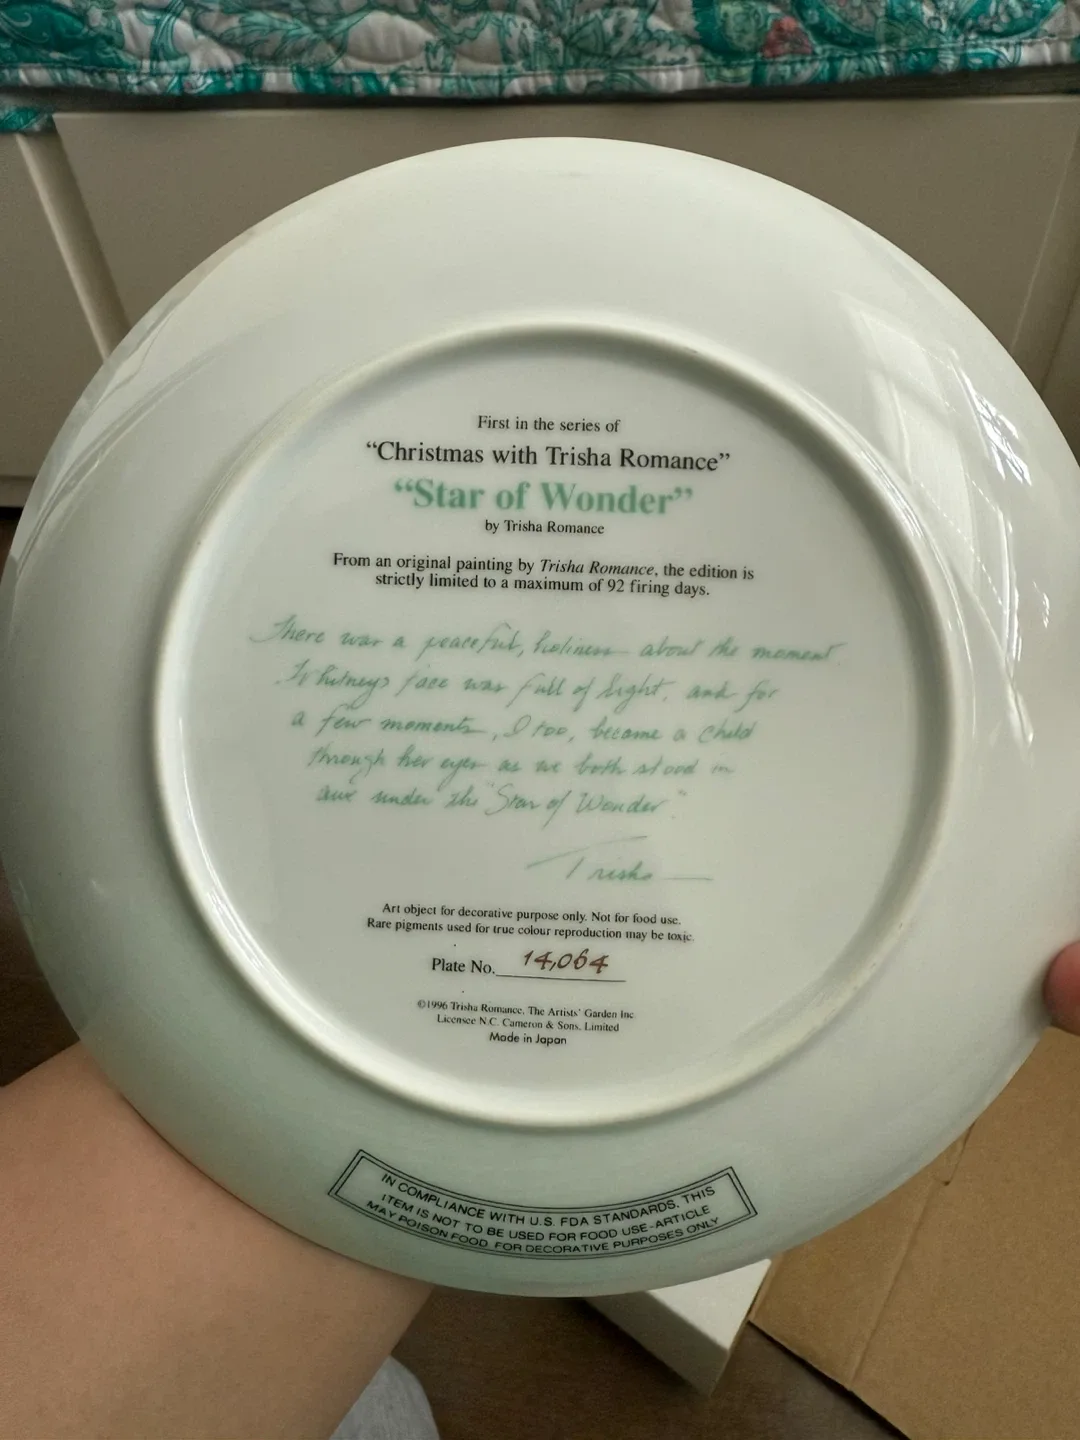 First in the series of
“Christmas with Trisha Romance”
“Star of Wonder”
by Trisha Romance
From an original painting by Trisha Romance, the edition is
strictly limited to a maximum of 92 firing days.
There was a peaceful, holiness about the moment.
Whitney's face was full of light, and for
a few moments, I too, became a child
through her eyes as we both stood in
awe under the "Star of Wonder".
Trisha
Art object for decorative purpose only. Not for food use.
Rare pigments used for true colour reproduction may be toxic.
Plate No. 14,064
©1996 Trisha Romance. The Artists' Garden Inc
Licensee N.C. Cameron & Sons. Limited
Made in Japan
IN COMPLIANCE WITH U.S. FDA STANDARDS. THIS
ITEM IS NOT TO BE USED FOR FOOD USE-ARTICLE
MAY POISON FOOD. FOR DECORATIVE PURPOSES ONLY